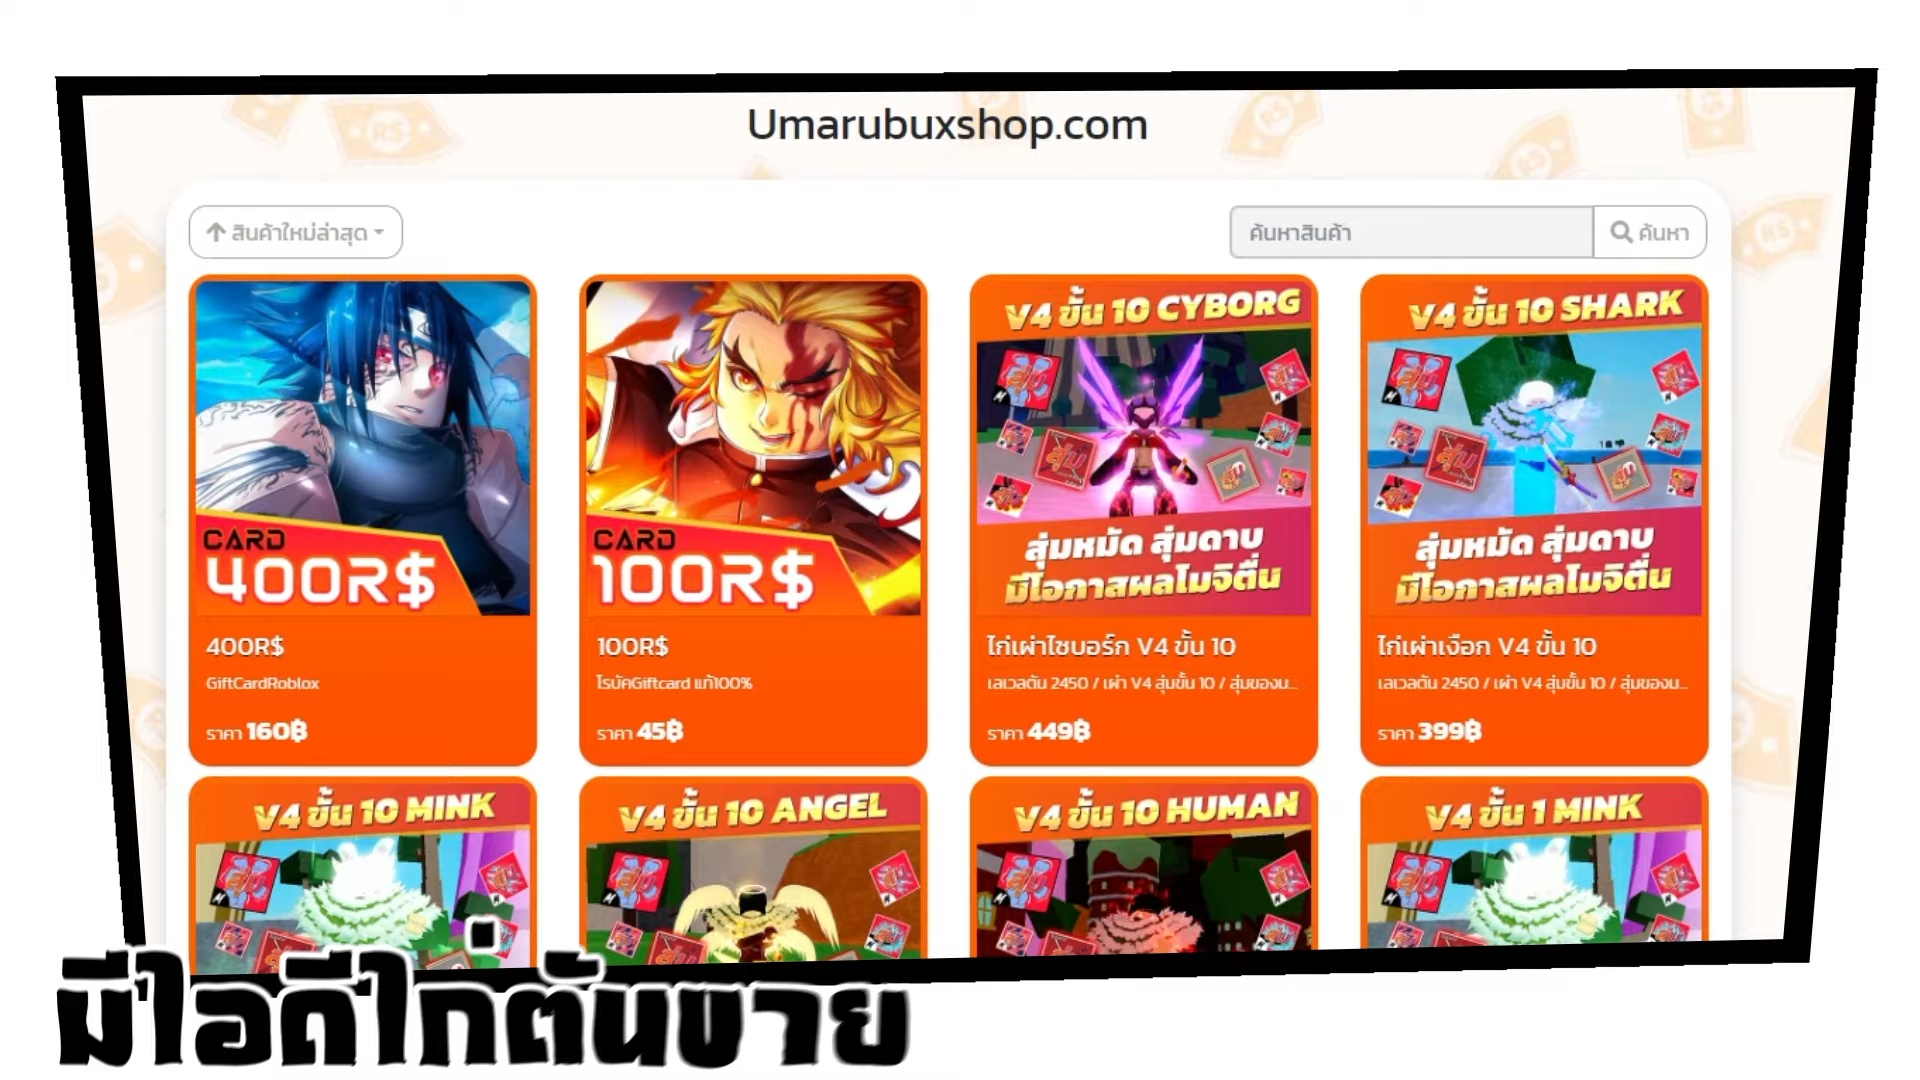 Umarubuxshop.com
สินค้าใหม่ล่าสุด
ค้นหาสินค้า
ค้นหา
CARD
400R$
400R$
GiftCardRoblox
ราคา 160฿
CARD
100R$
100R$
โรบัคGiftcard แท้100%
ราคา 45฿
V4 ขั้น 10 CYBORG
สุ่มหมัด สุ่มดาบ
มีโอกาสผลโมจิตื่น
ไก่เผ่าไซบอร์ก V4 ขั้น 10
เลเวลตัน 2450 / เผ่า V4 สุ่มขั้น 10 / สุ่มของม...
ราคา 449฿
V4 ขั้น 10 SHARK
สุ่มหมัด สุ่มดาบ
มีโอกาสผลโมจิตื่น
ไก่เผ่าเงือก V4 ขั้น 10
เลเวลตัน 2450 / เผ่า V4 สุ่มขั้น 10 / สุ่มของม...
ราคา 399฿
V4 ขั้น 10 MINK
V4 ขั้น 10 ANGEL
V4 ขั้น 10 HUMAN
V4 ขั้น 1 MINK
มีไอดีไก่ตันขาย